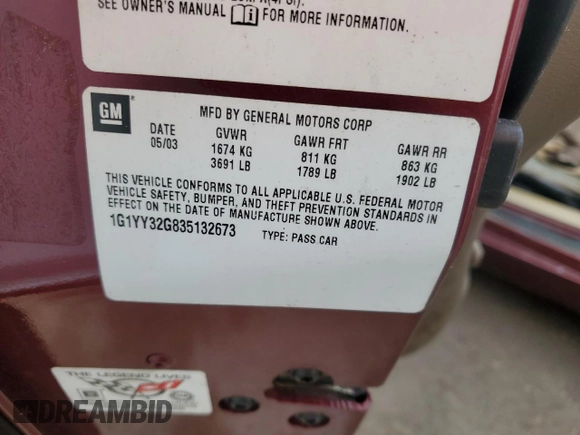 SEE OWNER'S MANUAL FOR MORE INFORMATION.
GM
MFD BY GENERAL MOTORS CORP
DATE GVWR GAWR FRT GAWR RR
05/03 1674 KG 811 KG 863 KG
3691 LB 1789 LB 1902 LB
THIS VEHICLE CONFORMS TO ALL APPLICABLE U.S. FEDERAL MOTOR
VEHICLE SAFETY, BUMPER, AND THEFT PREVENTION STANDARDS IN
EFFECT ON THE DATE OF MANUFACTURE SHOWN ABOVE.
1G1YY32G835132673 TYPE: PASS CAR
THE LEGEND LIVES
DREAMBID